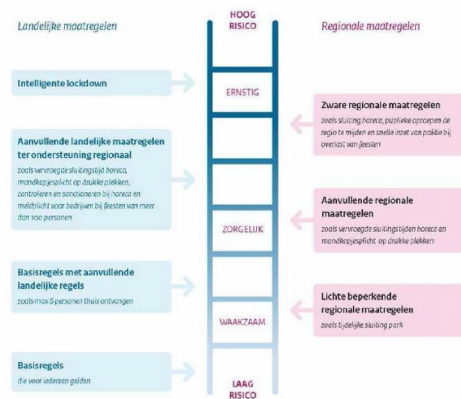 Landelijke maatregelen
HOOG
RISICO
Regionale maatregelen
Intelligente lockdown
ERNSTIG
Zware regionale maatregelen
zoals sluiting horeca, publieke oproepen de
regio te mijden en snelle inzet van politie bij
overlast van feesten
Aanvullende landelijke maatregelen
ter ondersteuning regionaal
zoals vervroegde sluitingstijd horeca,
mondkapjesplicht op drukke plekken,
controleren en sanctioneren bij horeca en
meldplicht voor bedrijven bij feesten van meer
dan 100 personen
ZORGELIJK
Aanvullende regionale
maatregelen
zoals vervroegde sluitingstijden horeca en
mondkapjesplicht op drukke plekken
Basisregels met aanvullende
landelijke regels
zoals max 6 personen thuis ontvangen
WAAKZAAM
Lichte beperkende
regionale maatregelen
zoals tijdelijke sluiting park
Basisregels
die voor iedereen gelden
LAAG
RISICO